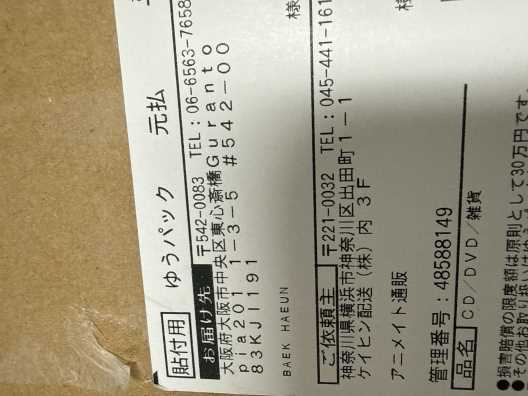 貼付用 ゆうパック 元払
お届け先 〒542-0083 TEL:06-6563-7658
大阪府大阪市中央区東心斎橋Guranto
pia201 1-3-5 #542-00
83KJI191
BAEK HAEUN 様
ご依頼主 〒221-0032 TEL:045-441-161
神奈川県横浜市神奈川区出田町1-1
ケイヒン配送(株)内 3F
アニメイト通販 様
管理番号:48588149
品名 CD/DVD/雑貨
●損害賠償の限度額は原則として30万円です。